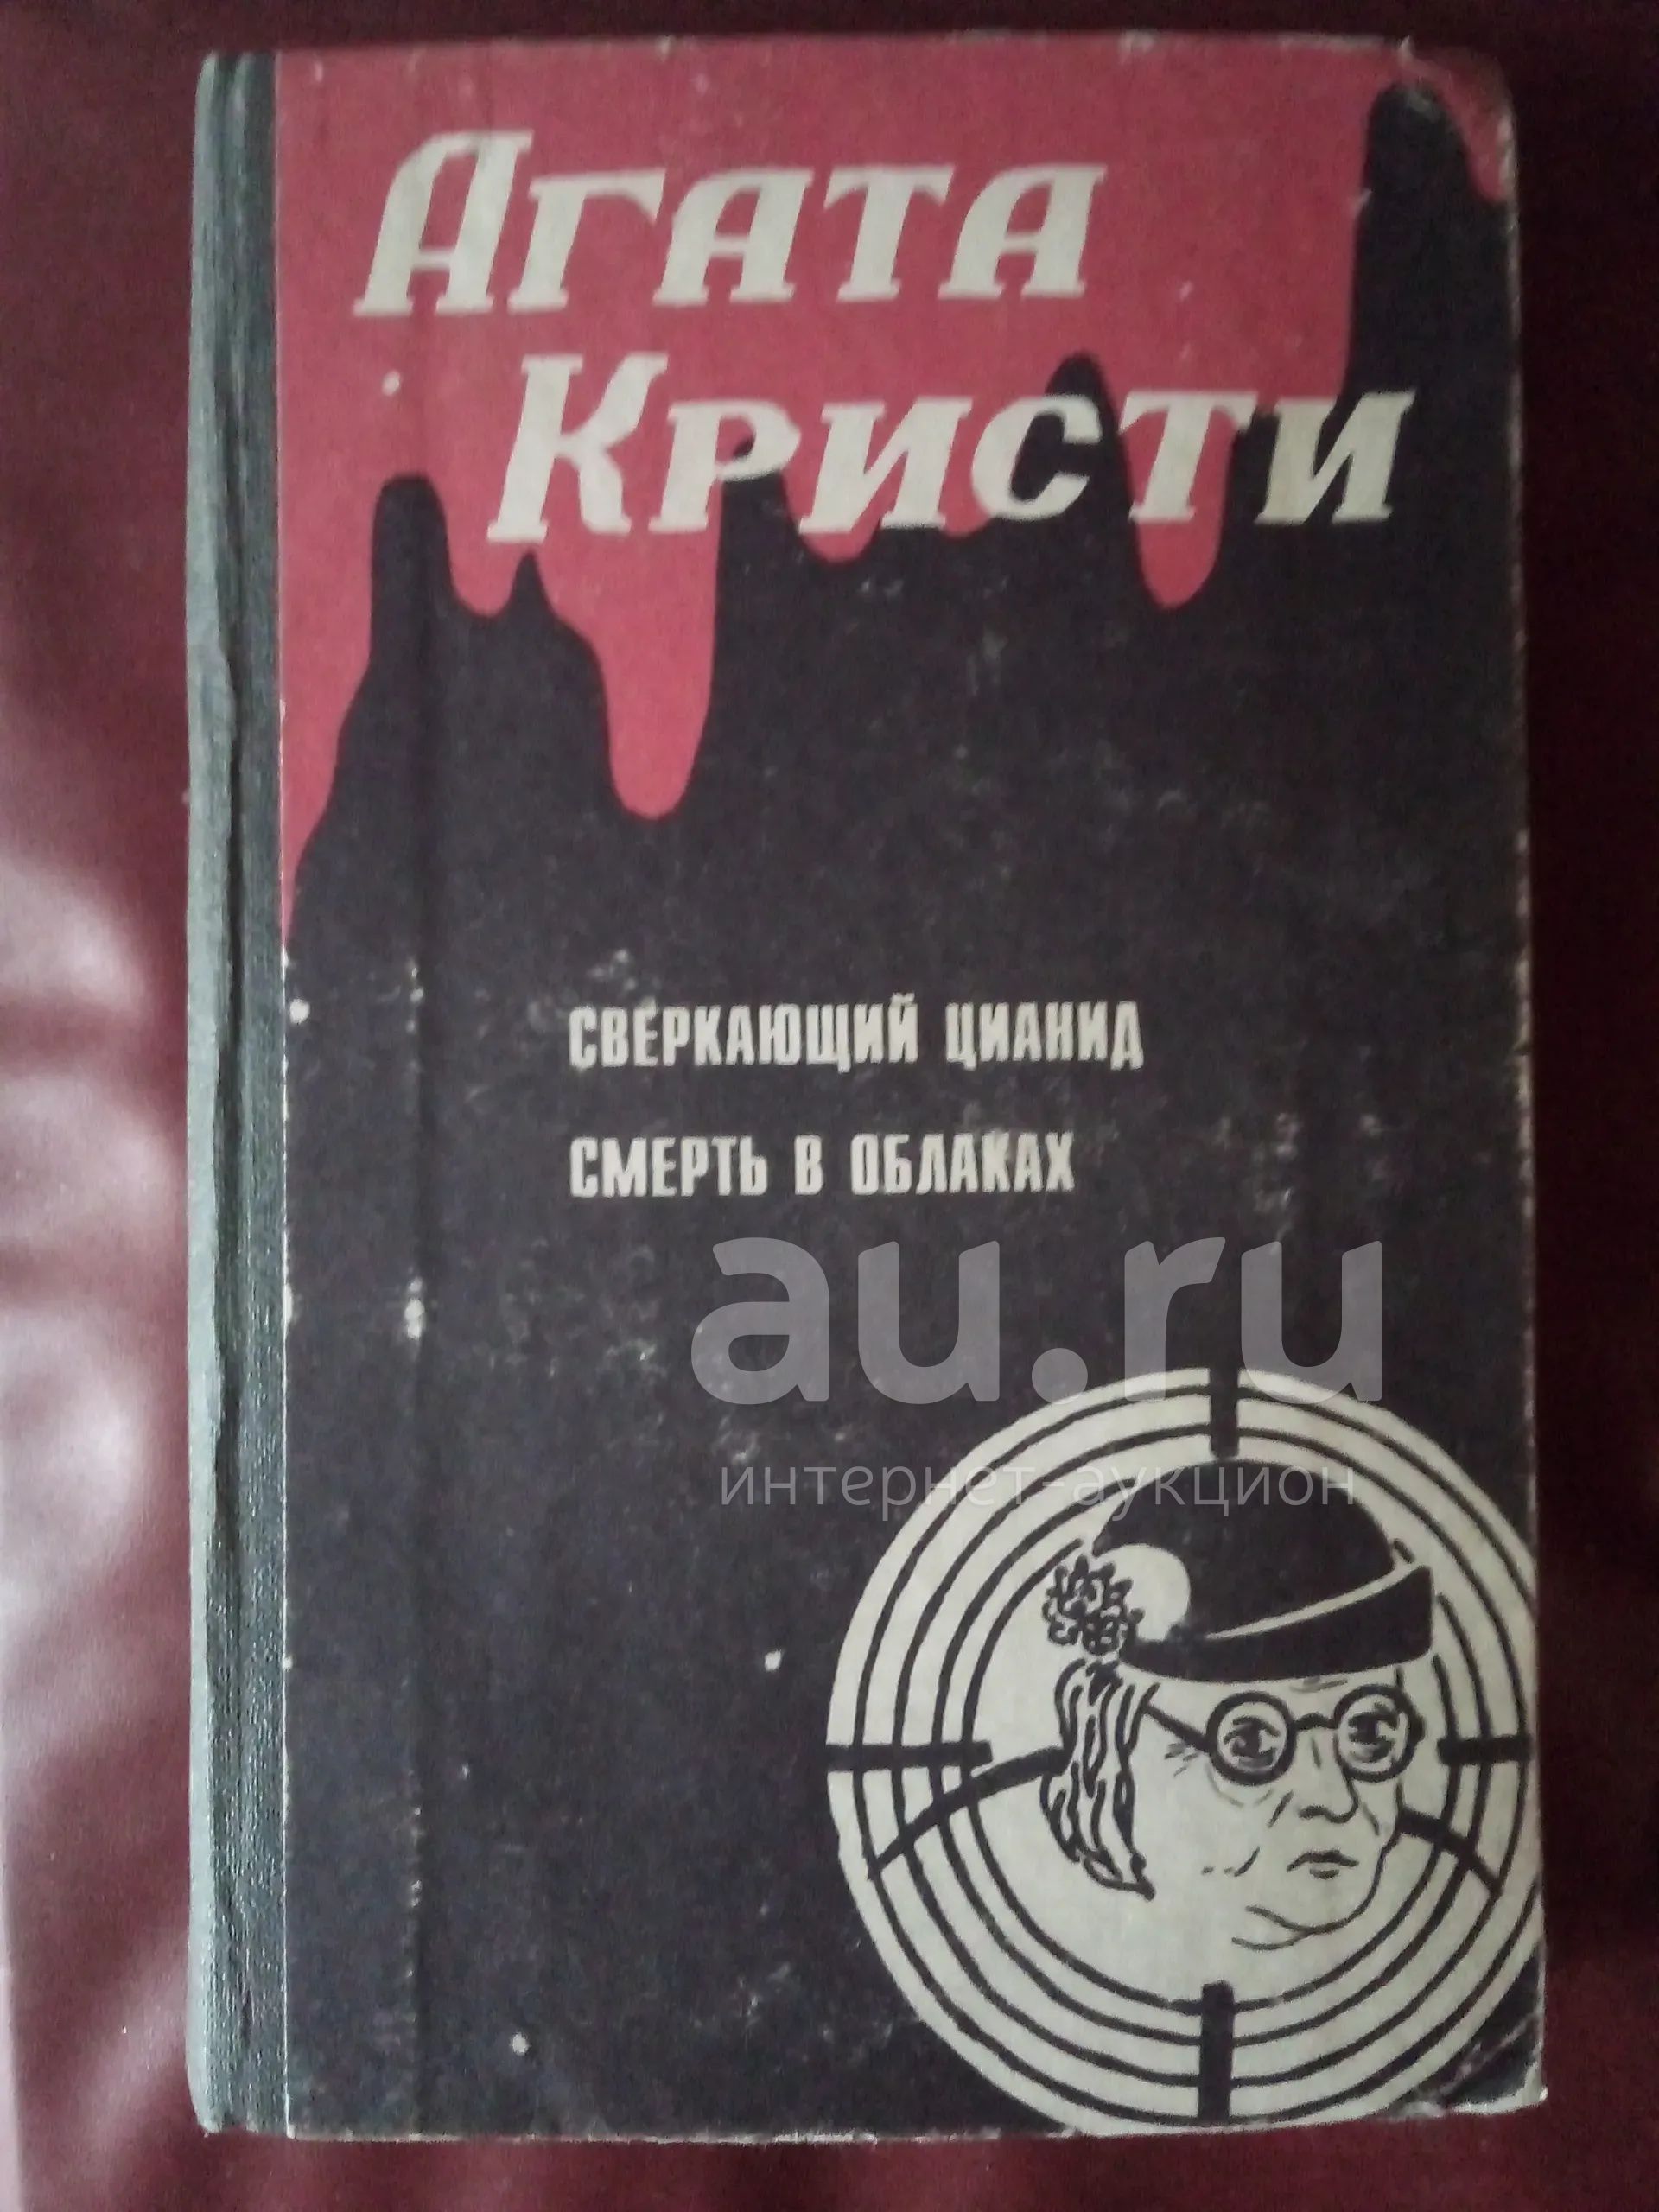 Агата
Кристи
СВЕРКАЮЩИЙ ЦИАНИД
СМЕРТЬ В ОБЛАКАХ
au.ru
интернет-аукцион